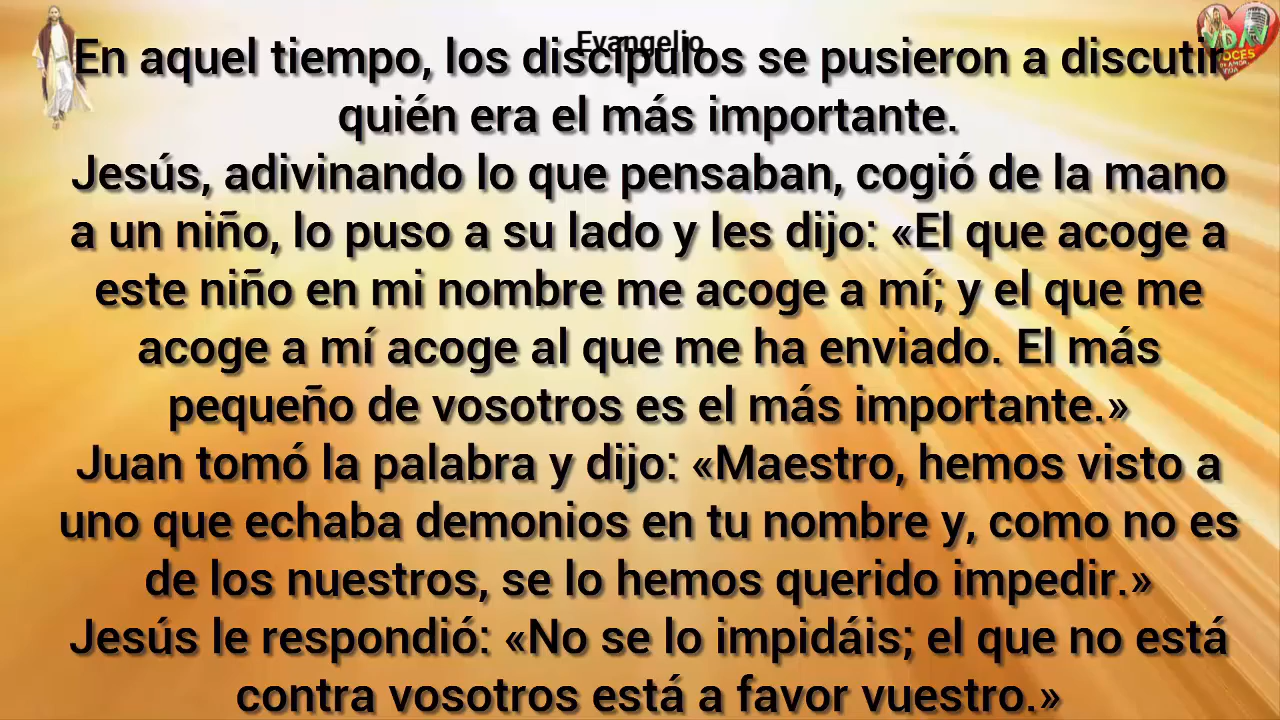 Evangelio
En aquel tiempo, los discípulos se pusieron a discutir
quién era el más importante.
Jesús, adivinando lo que pensaban, cogió de la mano
a un niño, lo puso a su lado y les dijo: «El que acoge a
este niño en mi nombre me acoge a mí; y el que me
acoge a mí acoge al que me ha enviado. El más
pequeño de vosotros es el más importante.»
Juan tomó la palabra y dijo: «Maestro, hemos visto a
uno que echaba demonios en tu nombre y, como no es
de los nuestros, se lo hemos querido impedir.»
Jesús le respondió: «No se lo impidáis; el que no está
contra vosotros está a favor vuestro.»
VDAV
VOCES